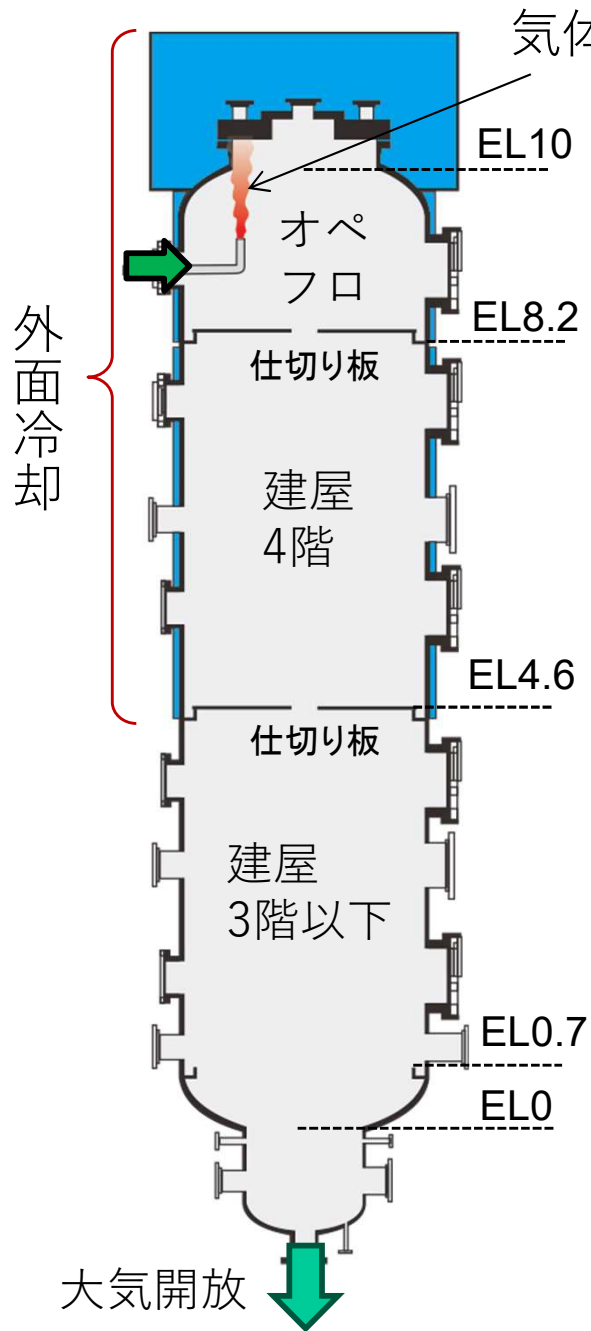 気体
EL10
オペ
フロ
EL8.2
仕切り板
外面冷却
建屋
4階
EL4.6
仕切り板
建屋
3階以下
EL0.7
EL0
大気開放